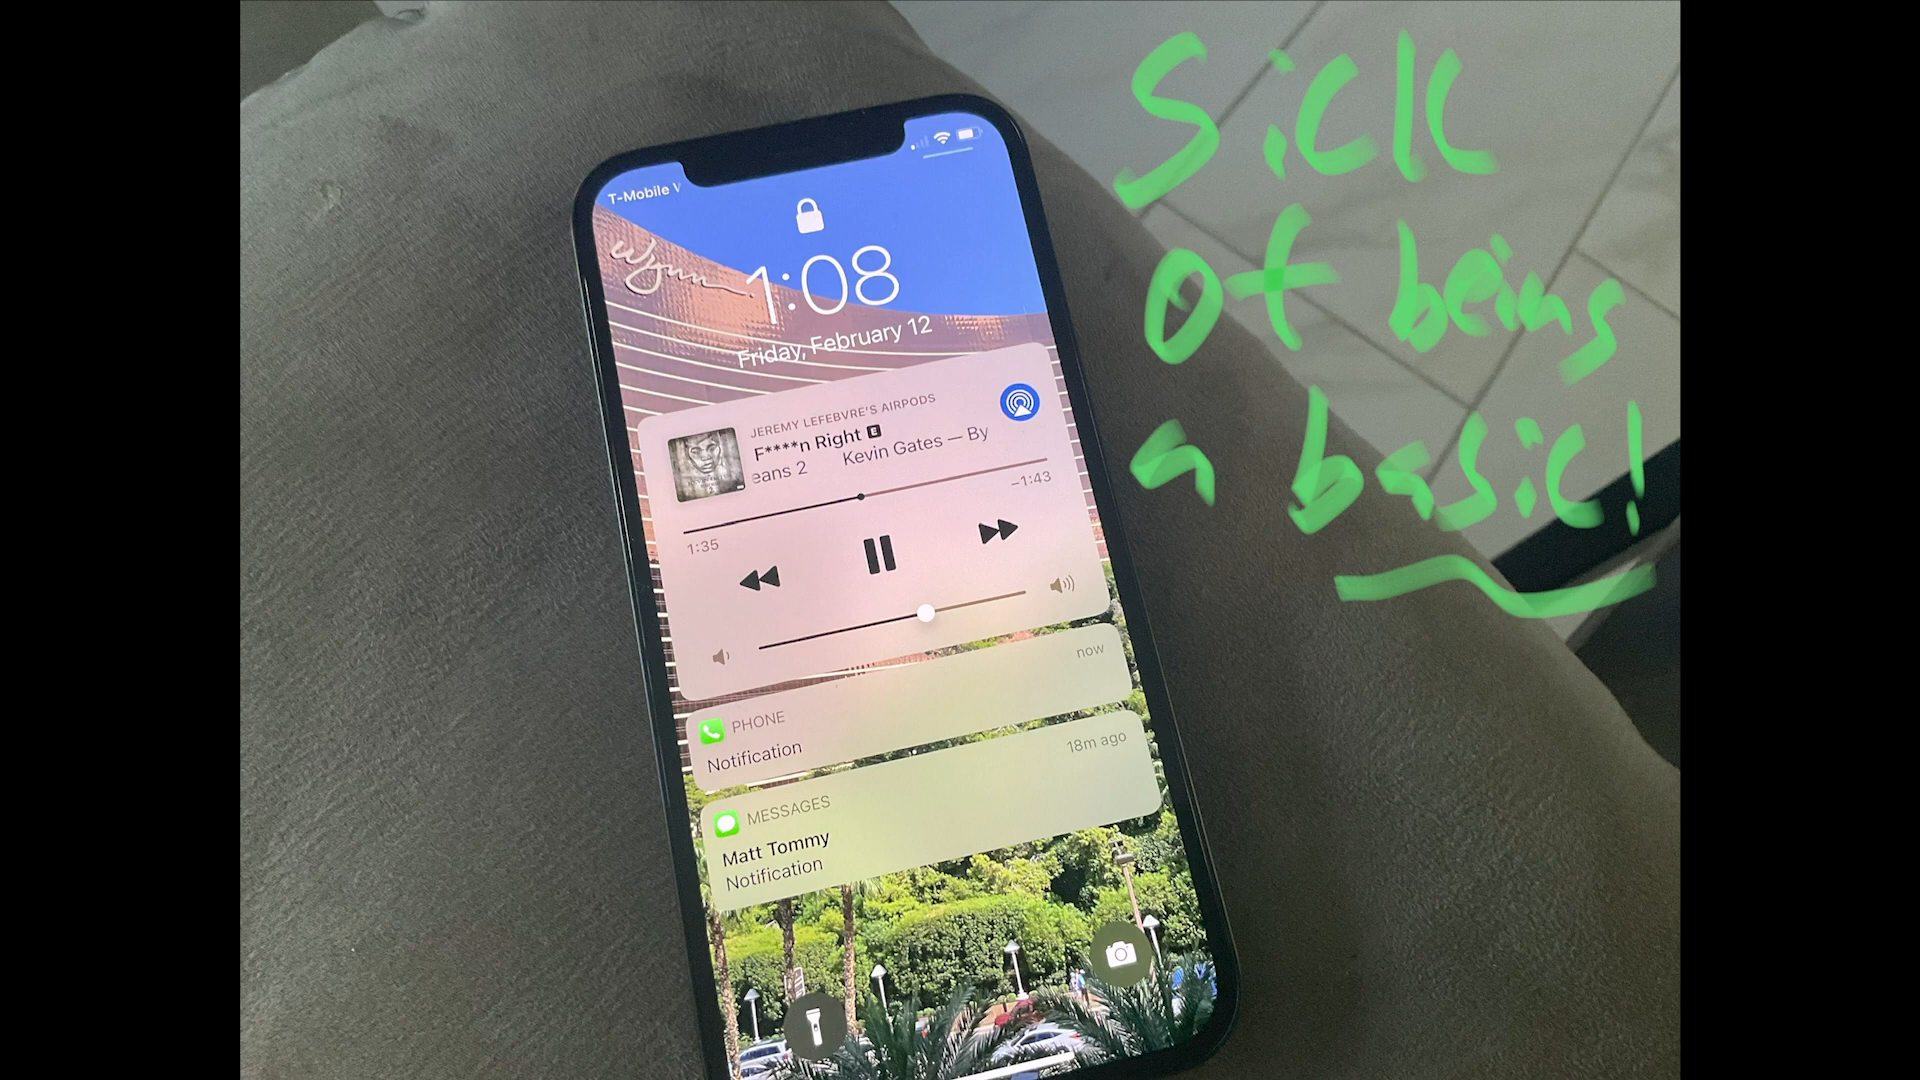 T-Mobile
Wynn
1:08
Friday, February 12
JEREMY LEFEBVRE'S AIRPODS
F****n Right E
eans 2 Kevin Gates — By
1:35
-1:43
PHONE
now
Notification
MESSAGES
18m ago
Matt Tommy
Notification
Sick
of being
a basic!